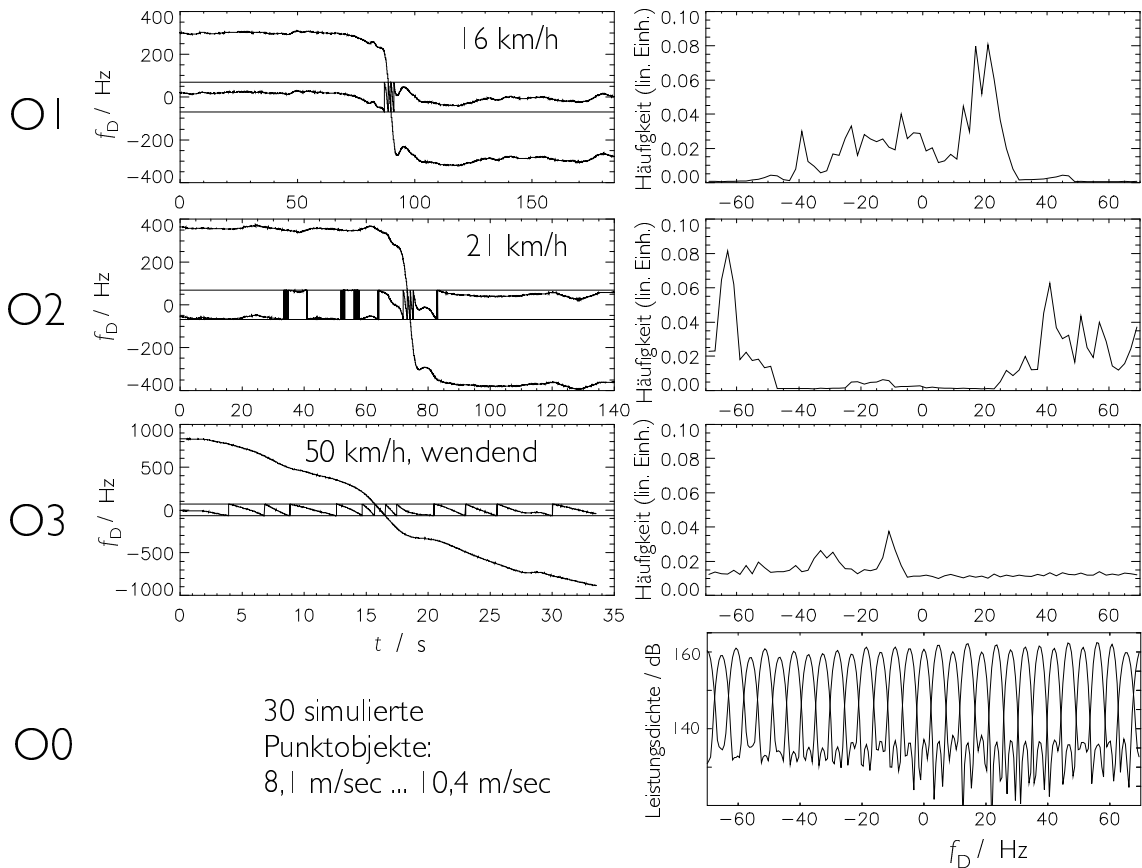 O1
f_D / Hz
400
200
0
−200
−400
16 km/h
0 50 100 150
Häufigkeit (lin. Einh.)
0.10
0.08
0.06
0.04
0.02
0.00
−60 −40 −20 0 20 40 60
O2
f_D / Hz
400
200
0
−200
−400
21 km/h
0 20 40 60 80 100 120 140
Häufigkeit (lin. Einh.)
0.10
0.08
0.06
0.04
0.02
0.00
−60 −40 −20 0 20 40 60
O3
f_D / Hz
1000
500
0
−500
−1000
50 km/h, wendend
0 5 10 15 20 25 30 35
t / s
Häufigkeit (lin. Einh.)
0.10
0.08
0.06
0.04
0.02
0.00
−60 −40 −20 0 20 40 60
O0
30 simulierte
Punktobjekte:
8,1 m/sec ... 10,4 m/sec
Leistungsdichte / dB
160
140
−60 −40 −20 0 20 40 60
f_D / Hz